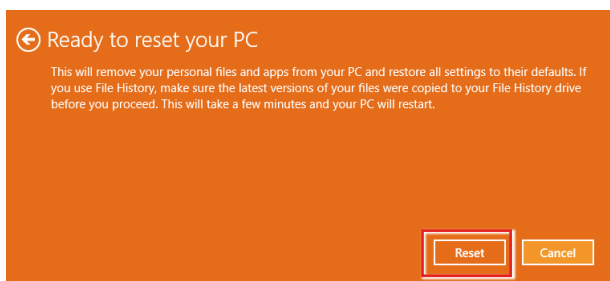 Ready to reset your PC
This will remove your personal files and apps from your PC and restore all settings to their defaults. If
you use File History, make sure the latest versions of your files were copied to your File History drive
before you proceed. This will take a few minutes and your PC will restart.
Reset
Cancel